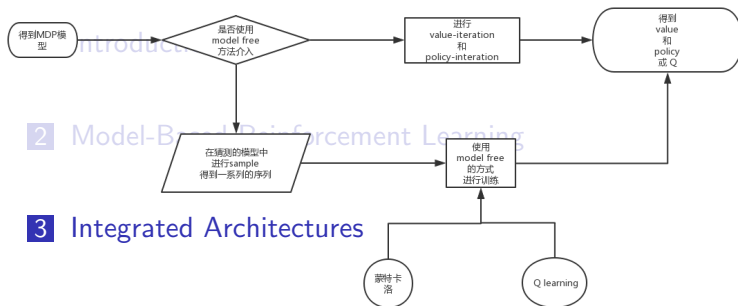 得到MDP模
型
是否使用
model free
方法介入
进行
value-iteration
和
policy-interation
得到
value
和
policy
或 Q
2 Model-Based Reinforcement Learning
在猜测的模型中
进行sample
得到一系列的序列
使用
model free
的方式
进行训练
3 Integrated Architectures
蒙特卡
洛
Q learning